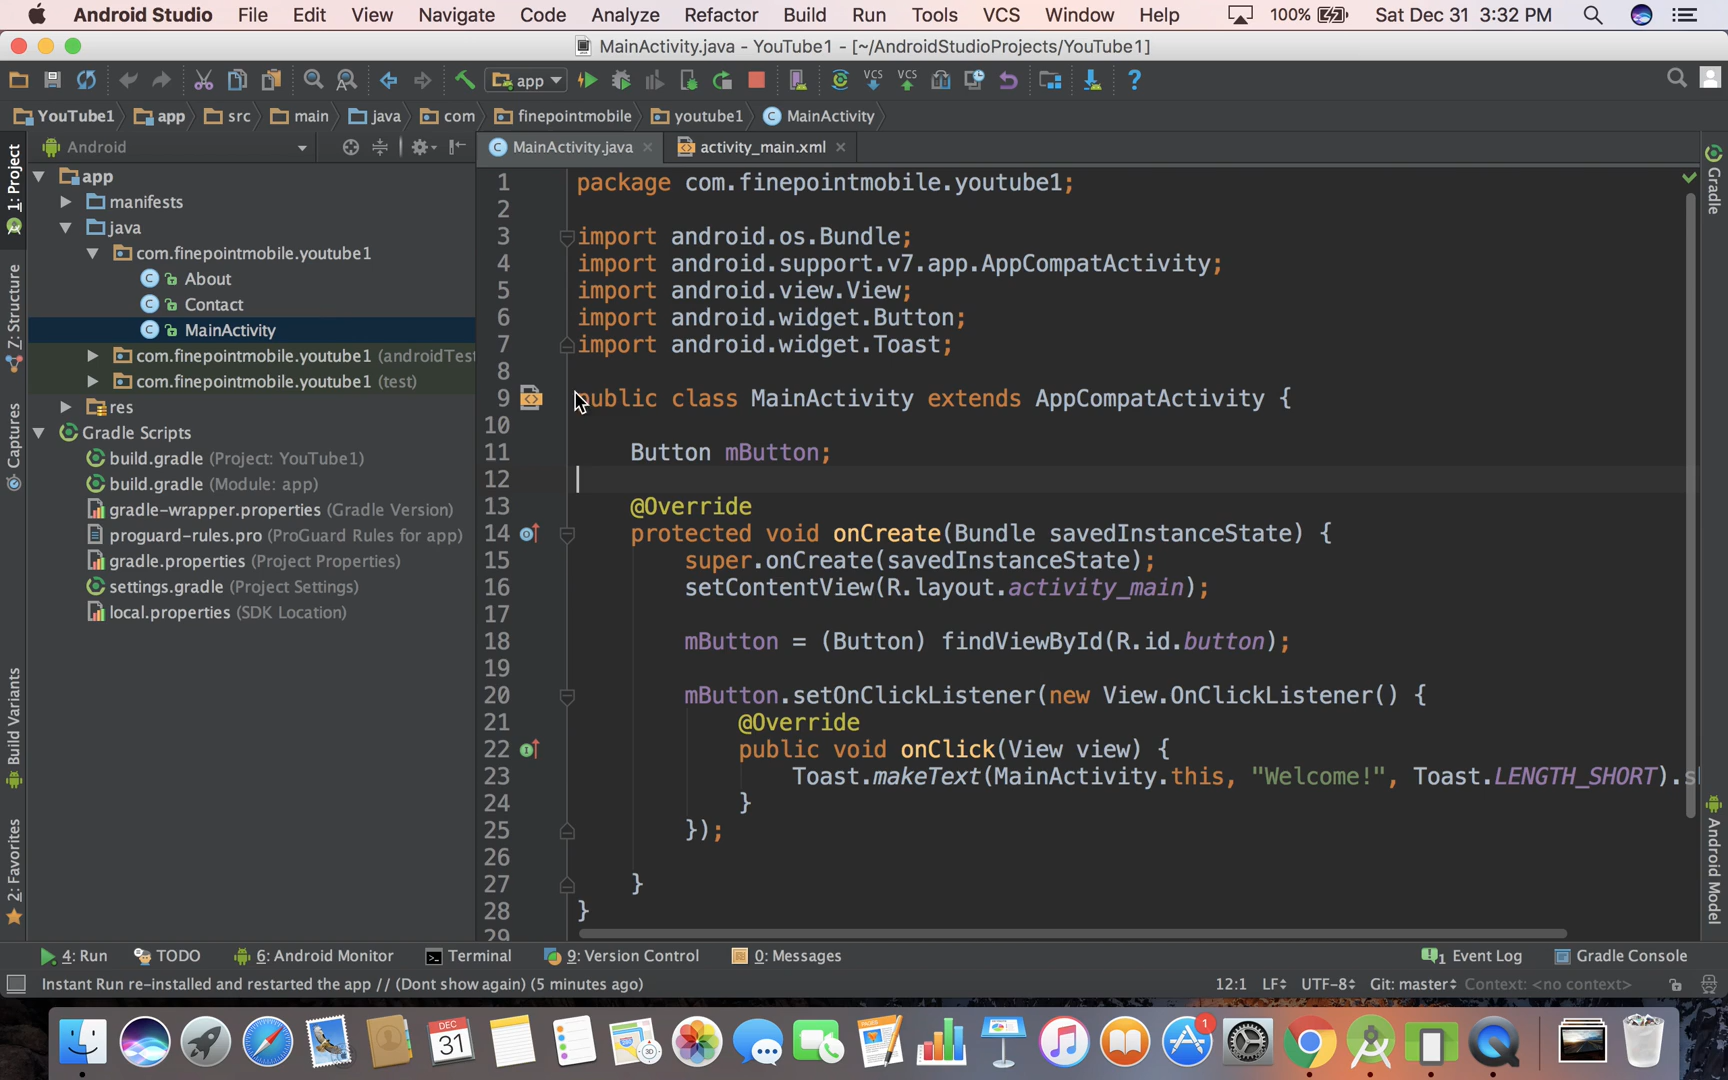 Android Studio File Edit View Navigate Code Analyze Refactor Build Run Tools VCS Window Help 100% Sat Dec 31 3:32 PM
MainActivity.java - YouTube1 - [~/AndroidStudioProjects/YouTube1]
app VCS VCS ?
YouTube1 app src main java com finepointmobile youtube1 MainActivity
Android
MainActivity.java
activity_main.xml
1: Project
Z: Structure
Captures
Build Variants
2: Favorites
app
manifests
java
com.finepointmobile.youtube1
About
Contact
MainActivity
com.finepointmobile.youtube1 (androidTest
com.finepointmobile.youtube1 (test)
res
Gradle Scripts
build.gradle (Project: YouTube1)
build.gradle (Module: app)
gradle-wrapper.properties (Gradle Version)
proguard-rules.pro (ProGuard Rules for app)
gradle.properties (Project Properties)
settings.gradle (Project Settings)
local.properties (SDK Location)
1 package com.finepointmobile.youtube1;
2
3 import android.os.Bundle;
4 import android.support.v7.app.AppCompatActivity;
5 import android.view.View;
6 import android.widget.Button;
7 import android.widget.Toast;
8
9 public class MainActivity extends AppCompatActivity {
10
11 Button mButton;
12
13 @Override
14 protected void onCreate(Bundle savedInstanceState) {
15 super.onCreate(savedInstanceState);
16 setContentView(R.layout.activity_main);
17
18 mButton = (Button) findViewById(R.id.button);
19
20 mButton.setOnClickListener(new View.OnClickListener() {
21 @Override
22 public void onClick(View view) {
23 Toast.makeText(MainActivity.this, "Welcome!", Toast.LENGTH_SHORT).s
24 }
25 });
26
27 }
28 }
29
Gradle
Android Model
4: Run TODO 6: Android Monitor Terminal 9: Version Control 0: Messages 1 Event Log Gradle Console
Instant Run re-installed and restarted the app // (Dont show again) (5 minutes ago) 12:1 LF UTF-8 Git: master Context: <no context>
DEC
31
3D
PAGES
1